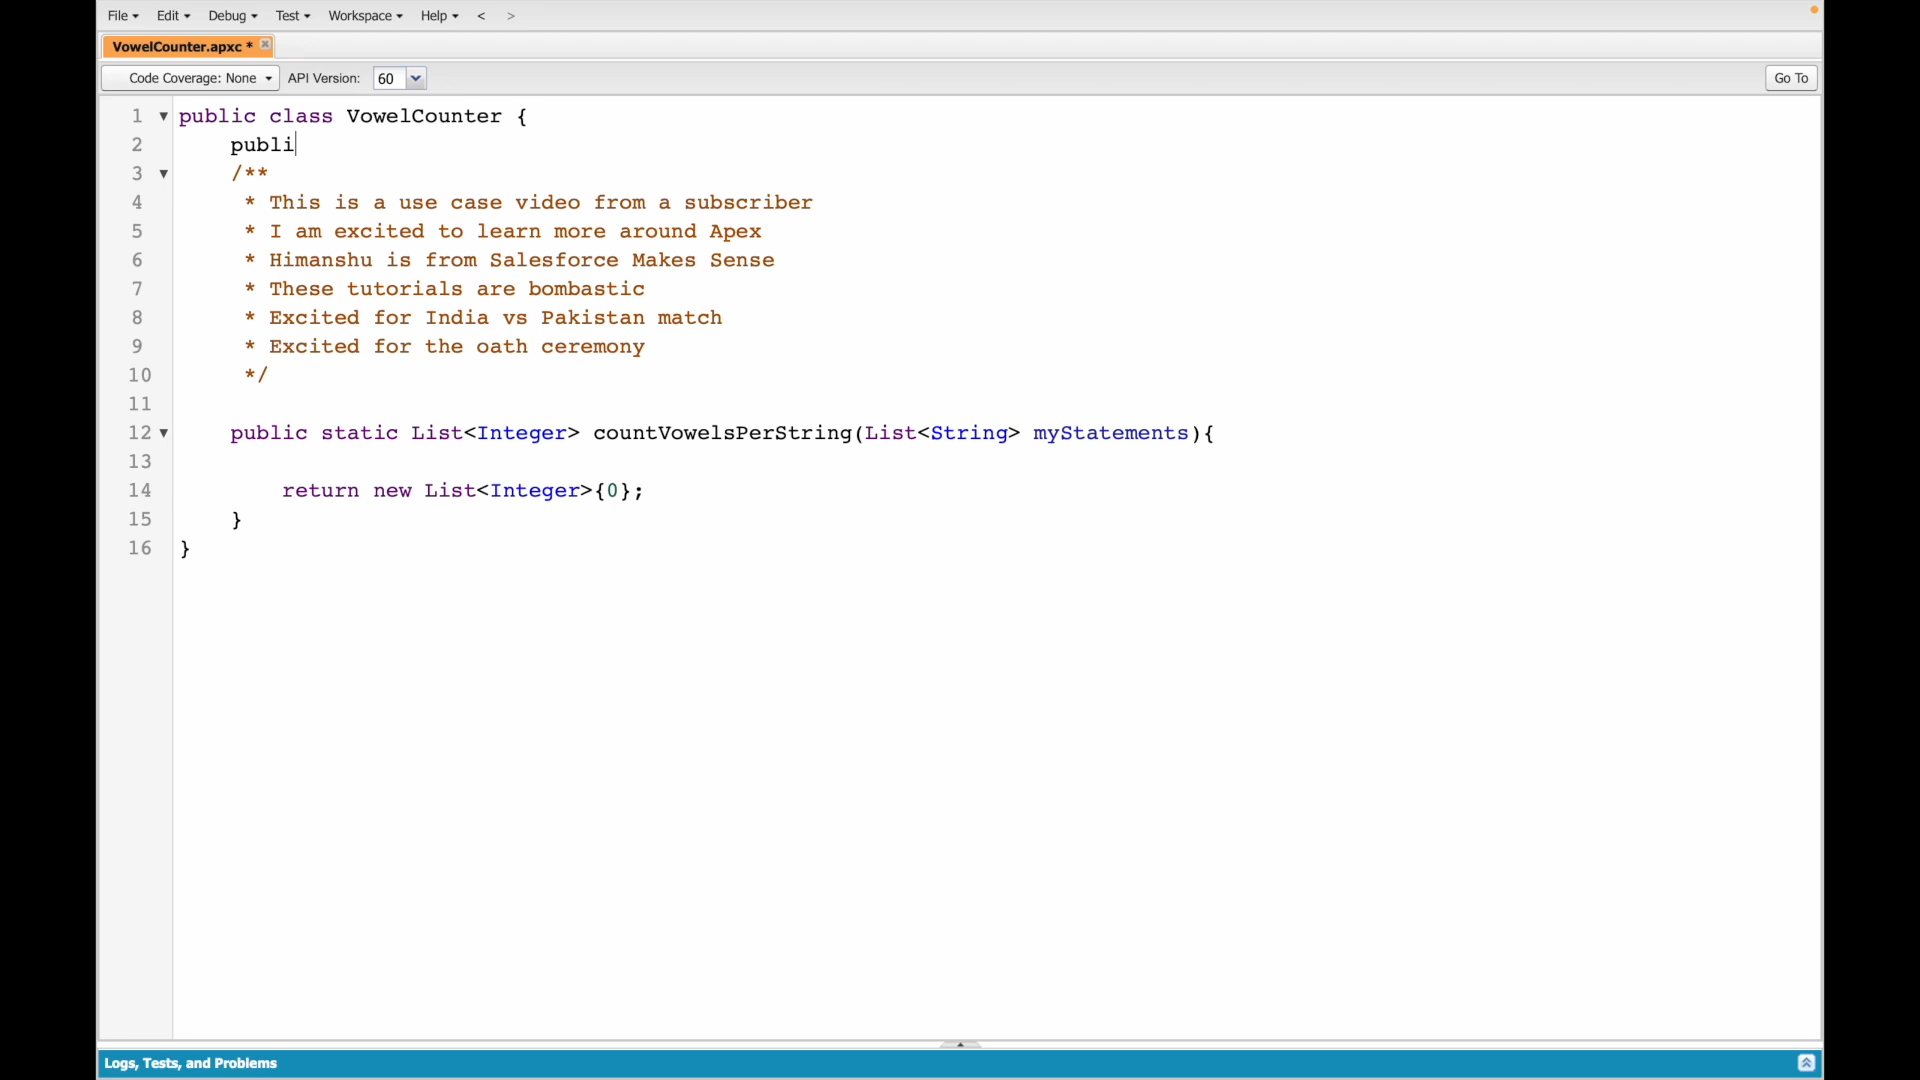 File Edit Debug Test Workspace Help < >
VowelCounter.apxc *
Code Coverage: None API Version: 60 Go To
1 public class VowelCounter {
2 publi
3 /**
4 * This is a use case video from a subscriber
5 * I am excited to learn more around Apex
6 * Himanshu is from Salesforce Makes Sense
7 * These tutorials are bombastic
8 * Excited for India vs Pakistan match
9 * Excited for the oath ceremony
10 */
11
12 public static List<Integer> countVowelsPerString(List<String> myStatements){
13
14 return new List<Integer>{0};
15 }
16 }
Logs, Tests, and Problems